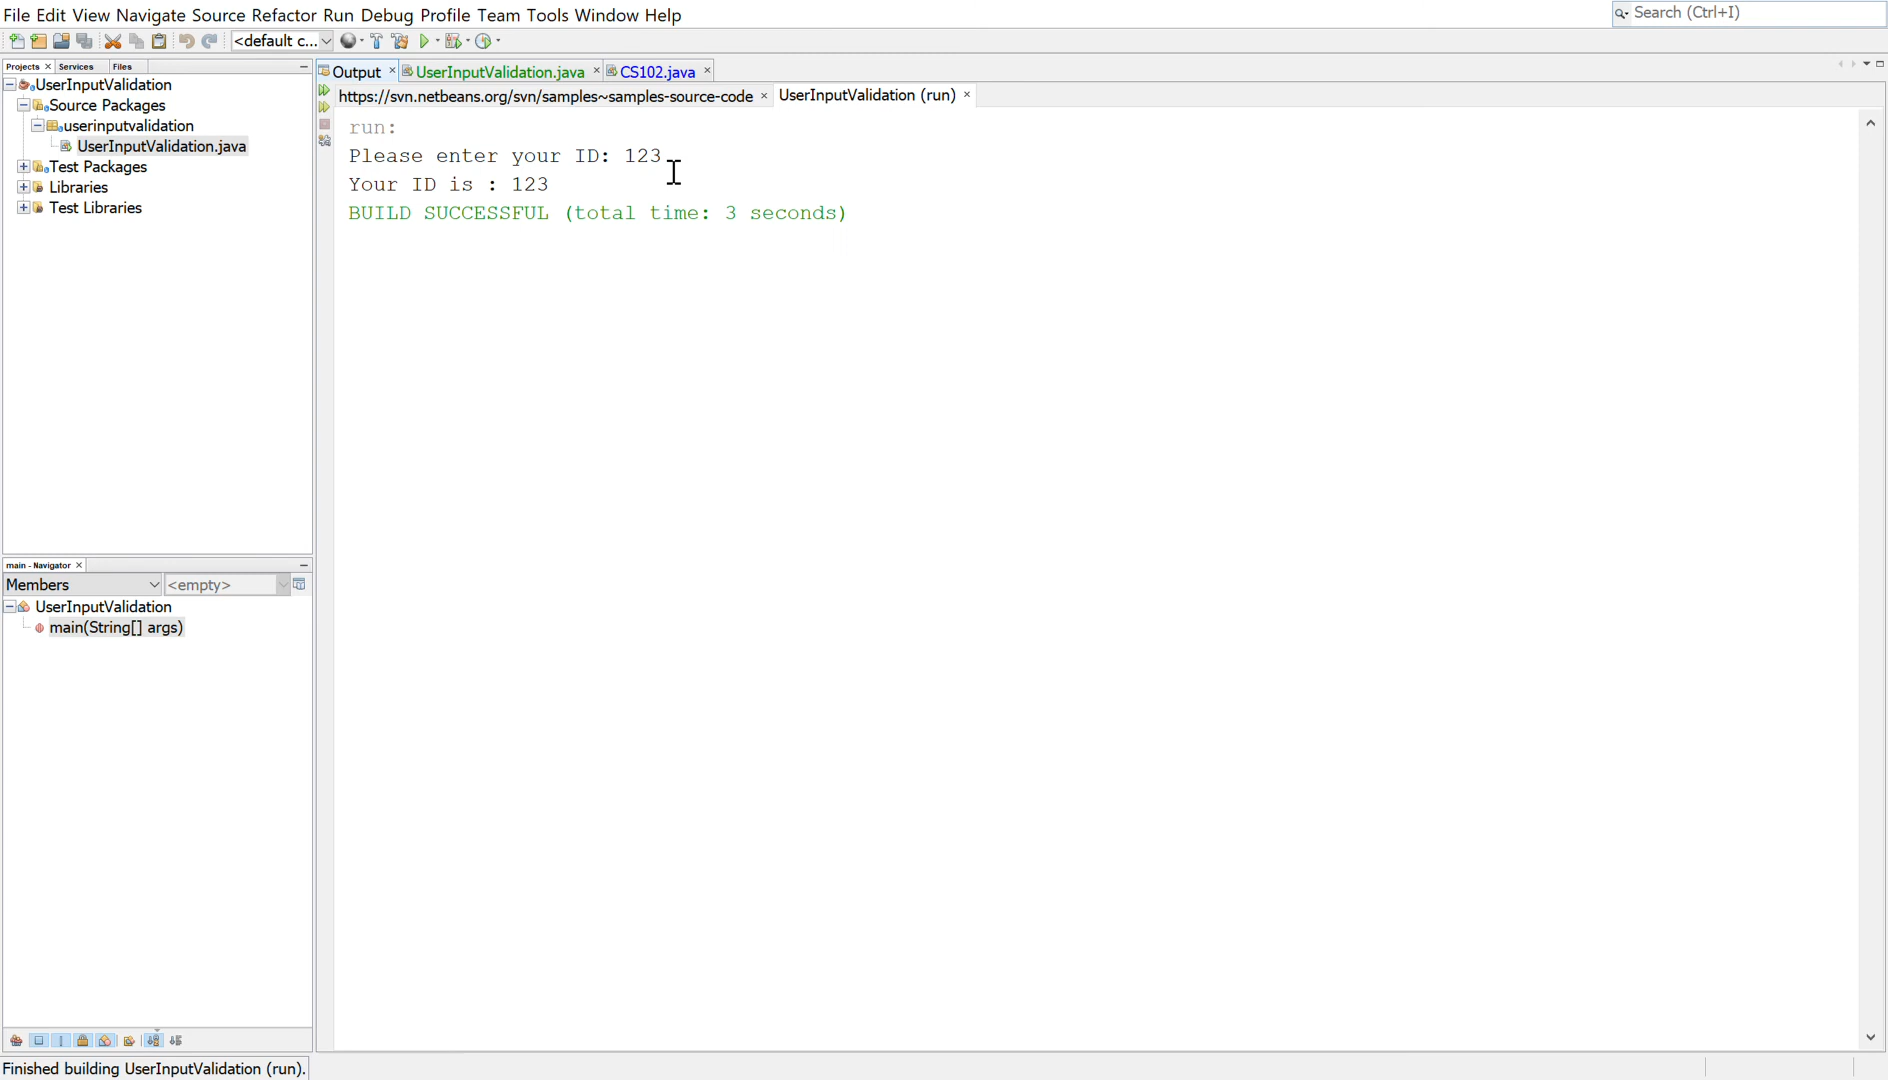 File Edit View Navigate Source Refactor Run Debug Profile Team Tools Window Help
Search (Ctrl+I)
<default c...
Projects Services Files
UserInputValidation
Source Packages
userinputvalidation
UserInputValidation.java
Test Packages
Libraries
Test Libraries
main - Navigator
Members <empty>
UserInputValidation
main(String[] args)
Output UserInputValidation.java CS102.java
https://svn.netbeans.org/svn/samples~samples-source-code UserInputValidation (run)
run:
Please enter your ID: 123
Your ID is : 123
BUILD SUCCESSFUL (total time: 3 seconds)
Finished building UserInputValidation (run).